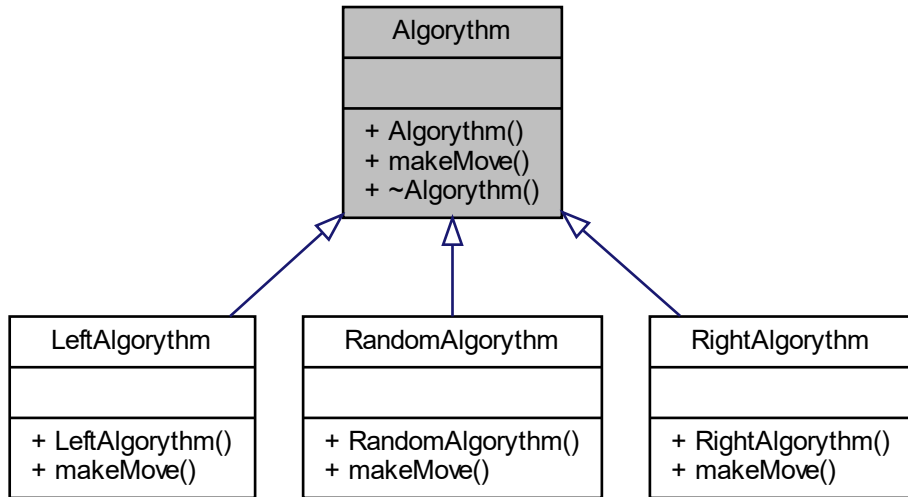 Algorythm
+ Algorythm()
+ makeMove()
+ ~Algorythm()
LeftAlgorythm
+ LeftAlgorythm()
+ makeMove()
RandomAlgorythm
+ RandomAlgorythm()
+ makeMove()
RightAlgorythm
+ RightAlgorythm()
+ makeMove()